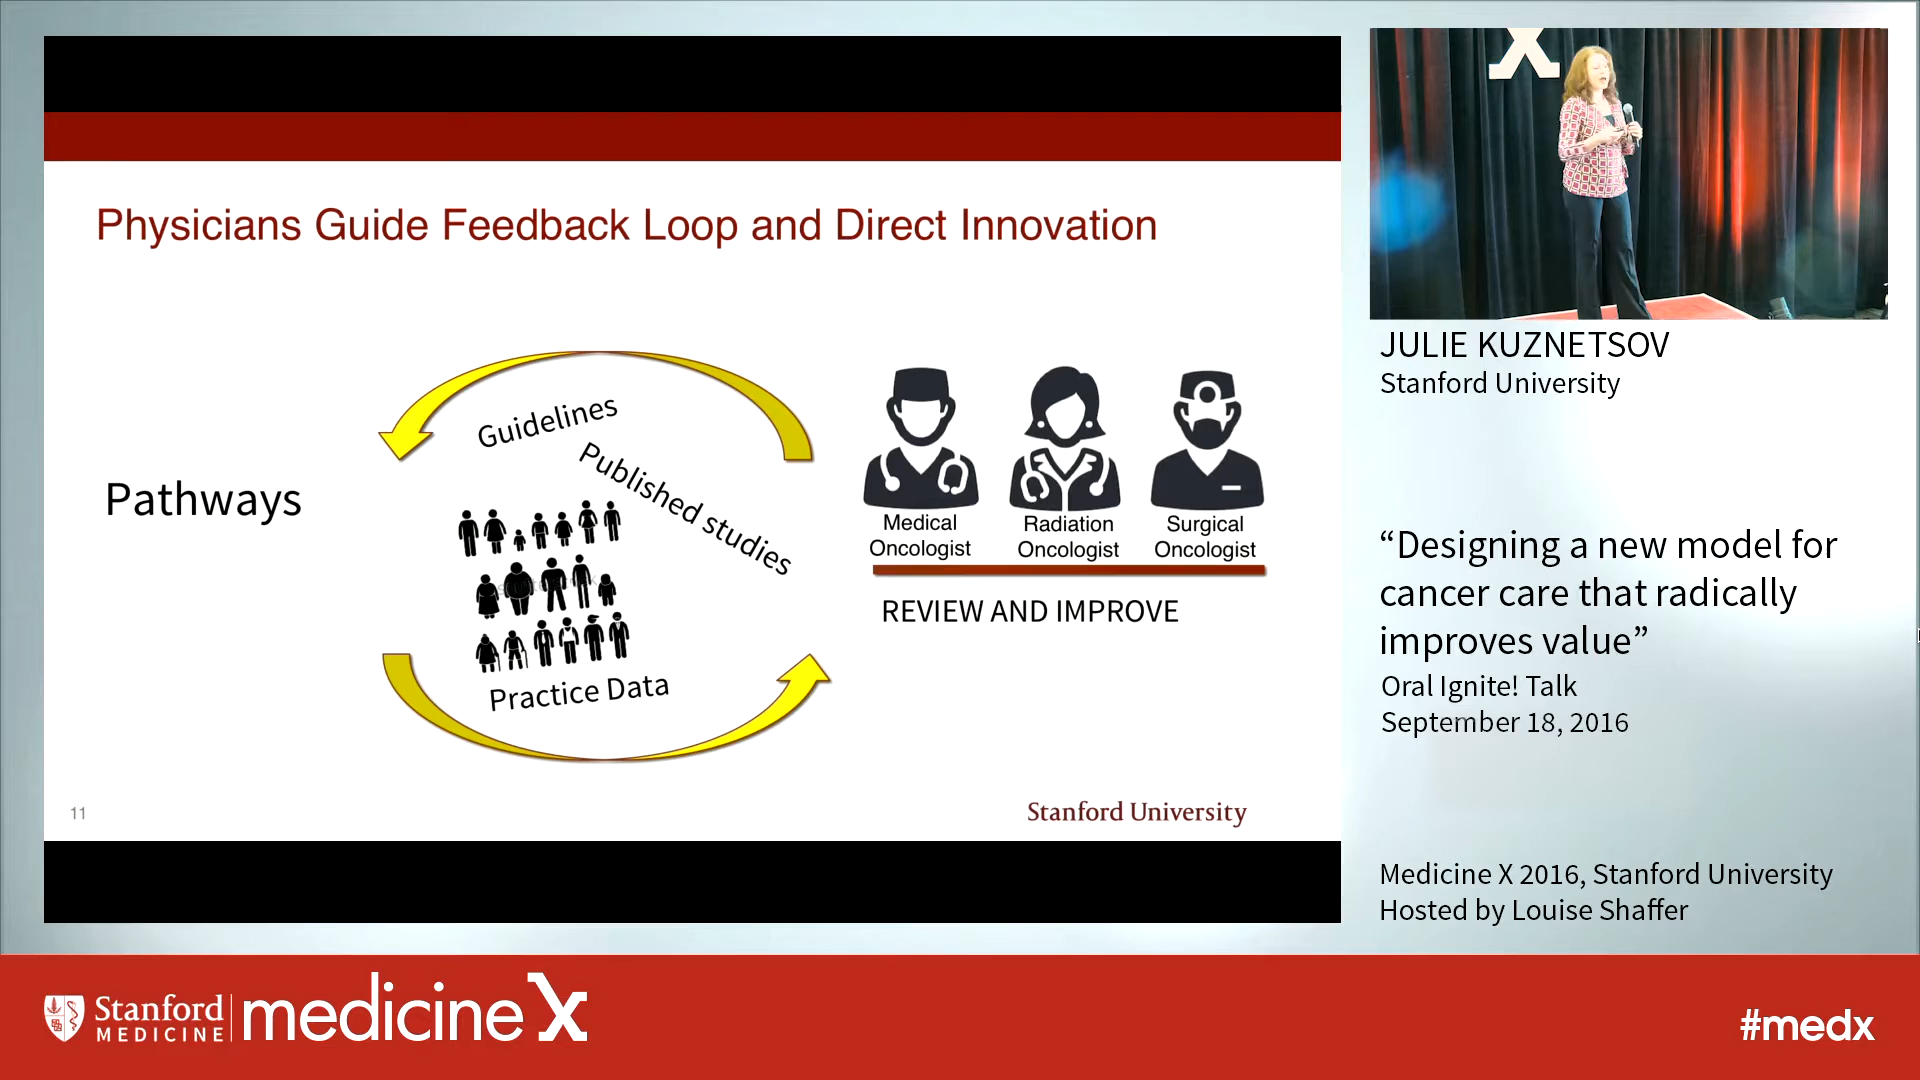 Physicians Guide Feedback Loop and Direct Innovation
Pathways
Guidelines
Published studies
Practice Data
Medical
Oncologist
Radiation
Oncologist
Surgical
Oncologist
REVIEW AND IMPROVE
11
Stanford University
X
JULIE KUZNETSOV
Stanford University
“Designing a new model for
cancer care that radically
improves value”
Oral Ignite! Talk
September 18, 2016
Medicine X 2016, Stanford University
Hosted by Louise Shaffer
Stanford
MEDICINE
medicine X
#medx